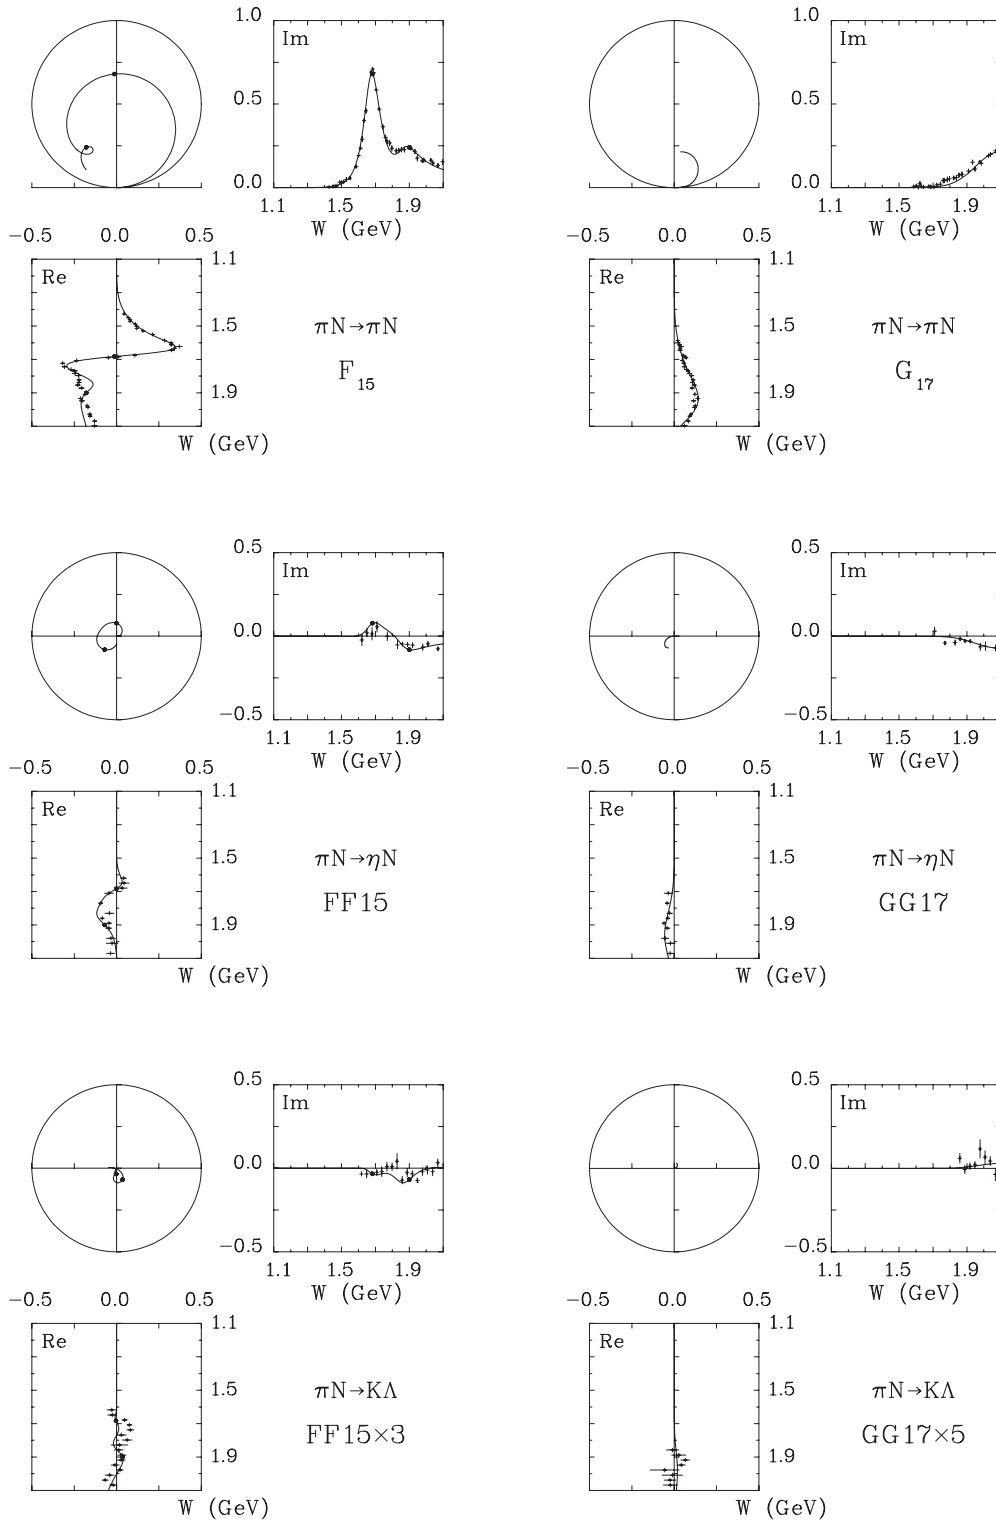 1.0
Im
0.5
0.0
1.1 1.5 1.9
W (GeV)
−0.5 0.0 0.5
Re
1.1
1.5
1.9
W (GeV)
πN→πN
F15
1.0
Im
0.5
0.0
1.1 1.5 1.9
W (GeV)
−0.5 0.0 0.5
Re
1.1
1.5
1.9
W (GeV)
πN→πN
G17
0.5
Im
0.0
−0.5
1.1 1.5 1.9
W (GeV)
−0.5 0.0 0.5
Re
1.1
1.5
1.9
W (GeV)
πN→ηN
FF15
0.5
Im
0.0
−0.5
1.1 1.5 1.9
W (GeV)
−0.5 0.0 0.5
Re
1.1
1.5
1.9
W (GeV)
πN→ηN
GG17
0.5
Im
0.0
−0.5
1.1 1.5 1.9
W (GeV)
−0.5 0.0 0.5
Re
1.1
1.5
1.9
W (GeV)
πN→KΛ
FF15×3
0.5
Im
0.0
−0.5
1.1 1.5 1.9
W (GeV)
−0.5 0.0 0.5
Re
1.1
1.5
1.9
W (GeV)
πN→KΛ
GG17×5